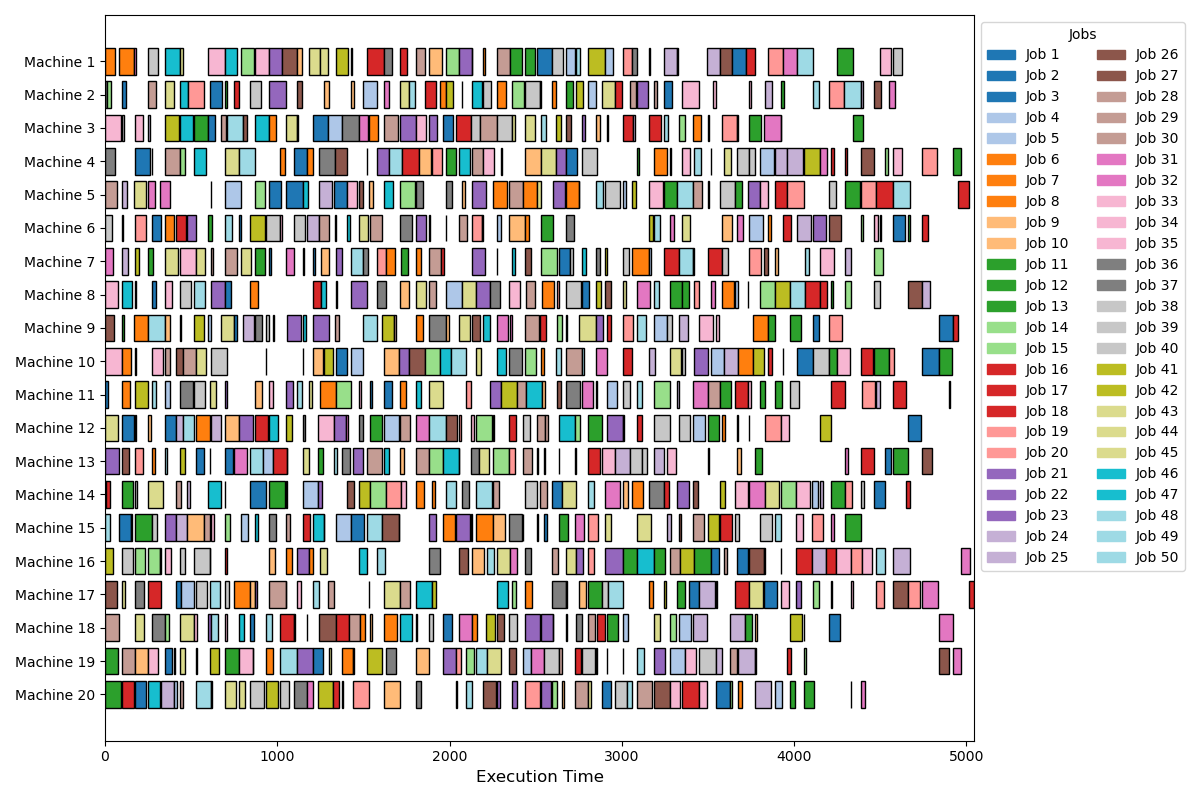 Machine 1
Machine 2
Machine 3
Machine 4
Machine 5
Machine 6
Machine 7
Machine 8
Machine 9
Machine 10
Machine 11
Machine 12
Machine 13
Machine 14
Machine 15
Machine 16
Machine 17
Machine 18
Machine 19
Machine 20
0 1000 2000 3000 4000 5000
Execution Time
Jobs
Job 1
Job 2
Job 3
Job 4
Job 5
Job 6
Job 7
Job 8
Job 9
Job 10
Job 11
Job 12
Job 13
Job 14
Job 15
Job 16
Job 17
Job 18
Job 19
Job 20
Job 21
Job 22
Job 23
Job 24
Job 25
Job 26
Job 27
Job 28
Job 29
Job 30
Job 31
Job 32
Job 33
Job 34
Job 35
Job 36
Job 37
Job 38
Job 39
Job 40
Job 41
Job 42
Job 43
Job 44
Job 45
Job 46
Job 47
Job 48
Job 49
Job 50